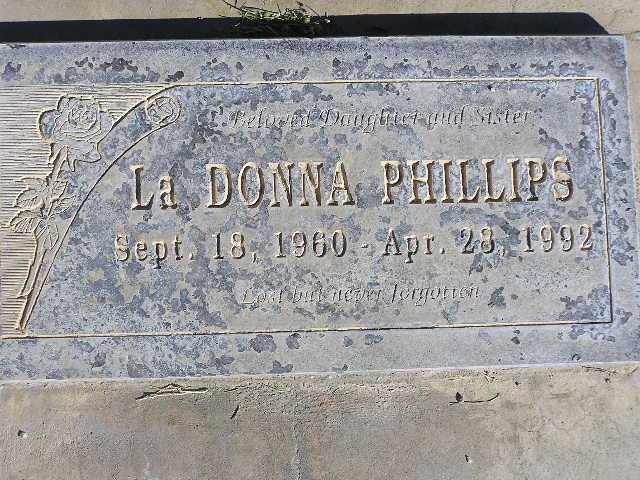 Beloved Daughter and Sister
La DONNA PHILLIPS
Sept. 18, 1960 - Apr. 28, 1992
Lost but never forgotten